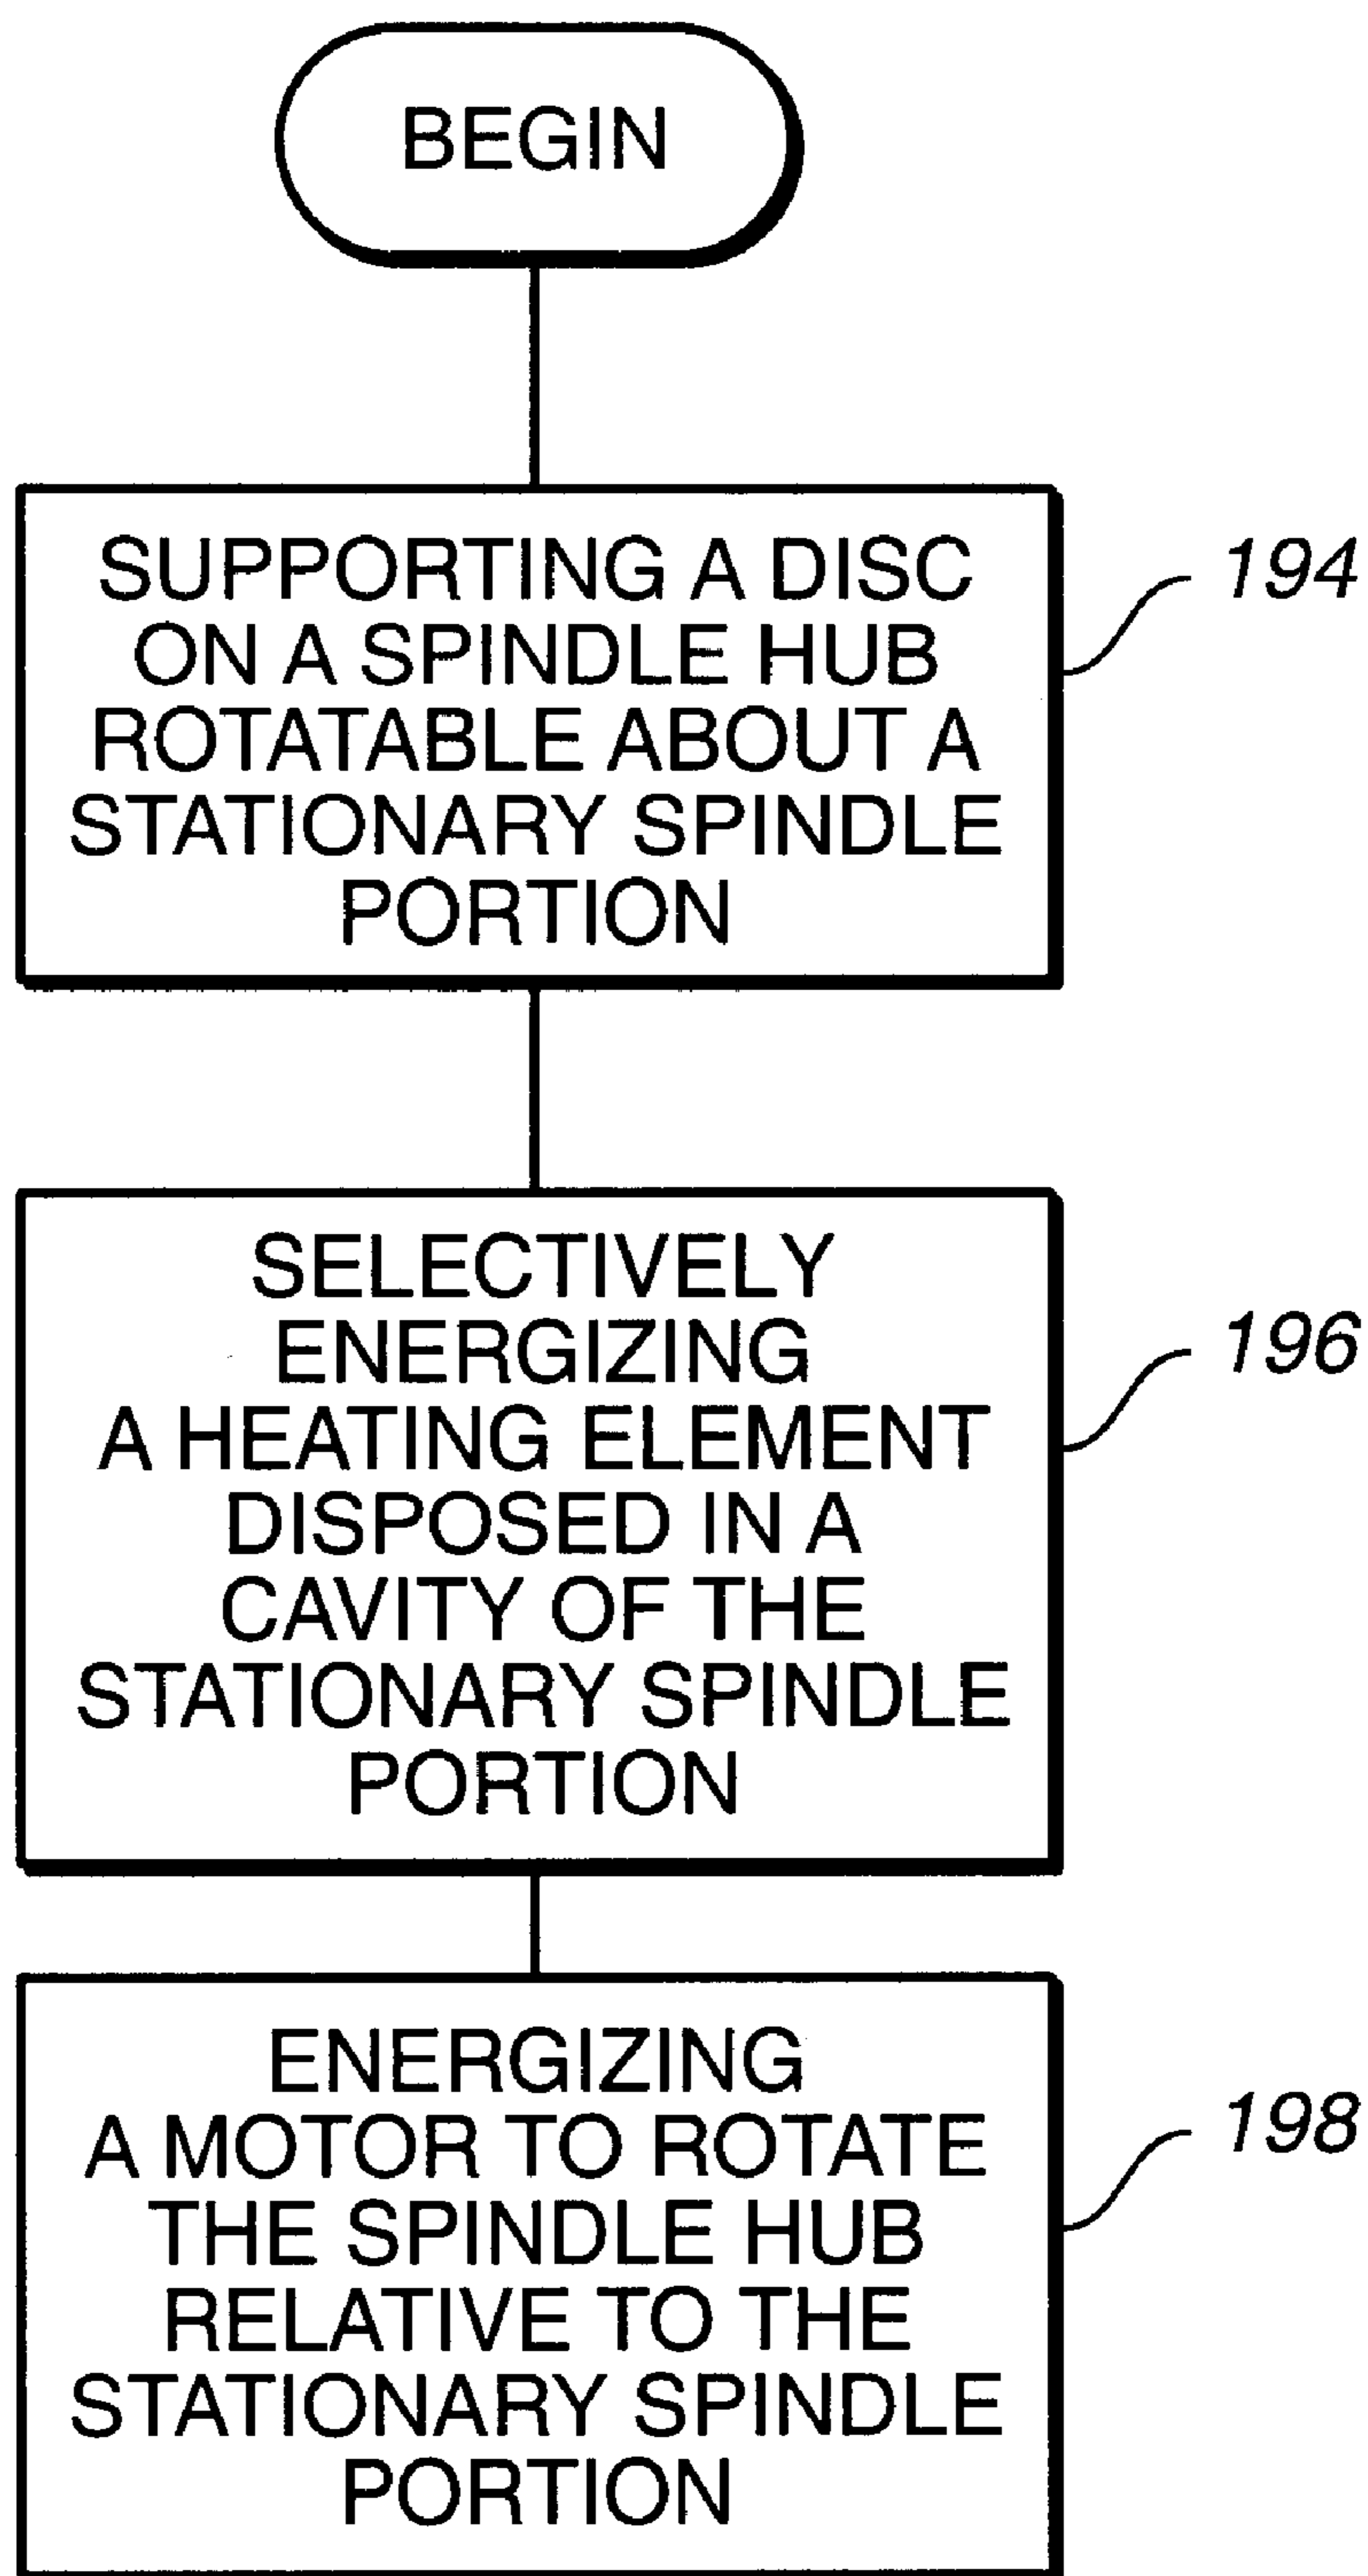 BEGIN
SUPPORTING A DISC
ON A SPINDLE HUB
ROTATABLE ABOUT A
STATIONARY SPINDLE
PORTION
194
SELECTIVELY
ENERGIZING
A HEATING ELEMENT
DISPOSED IN A
CAVITY OF THE
STATIONARY SPINDLE
PORTION
196
ENERGIZING
A MOTOR TO ROTATE
THE SPINDLE HUB
RELATIVE TO THE
STATIONARY SPINDLE
PORTION
198